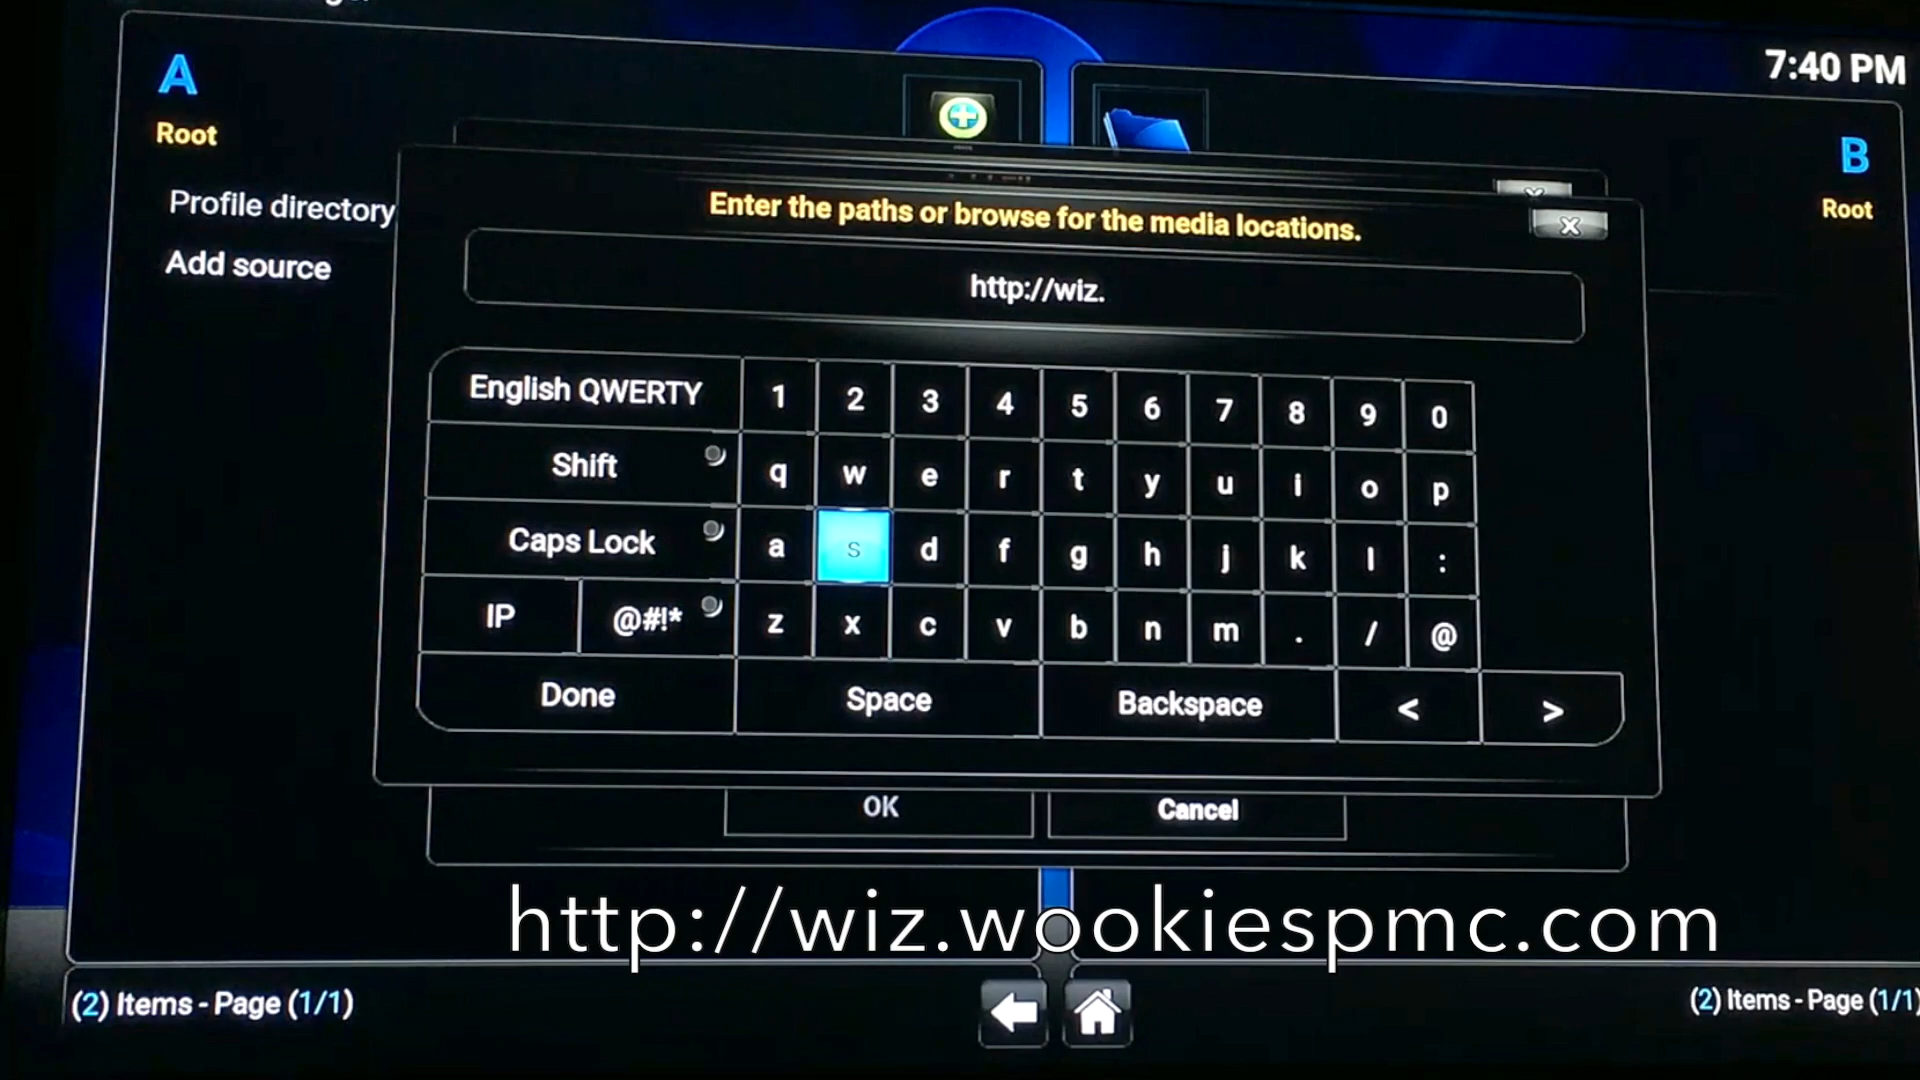 7:40 PM
A
Root
B
Root
Profile directory
Add source
Enter the paths or browse for the media locations.
x
http://wiz.
English QWERTY 1 2 3 4 5 6 7 8 9 0
Shift q w e r t y u i o p
Caps Lock a s d f g h j k l :
IP @#!* z x c v b n m . / @
Done Space Backspace < >
OK Cancel
http://wiz.wookiespmc.com
(2) Items - Page (1/1)
(2) Items - Page (1/1)